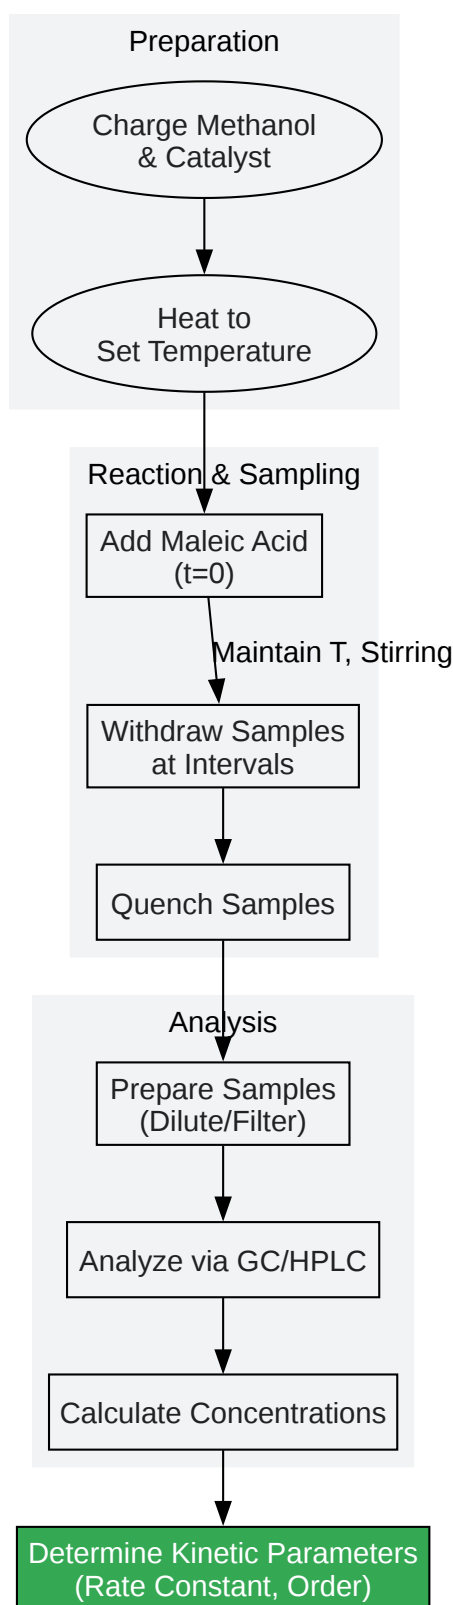 Preparation
Charge Methanol
& Catalyst
Heat to
Set Temperature
Reaction & Sampling
Add Maleic Acid
(t=0)
Maintain T, Stirring
Withdraw Samples
at Intervals
Quench Samples
Analysis
Prepare Samples
(Dilute/Filter)
Analyze via GC/HPLC
Calculate Concentrations
Determine Kinetic Parameters
(Rate Constant, Order)